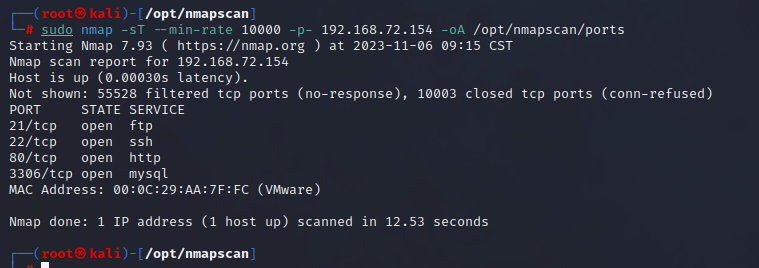 ┌──(root㉿kali)-[/opt/nmapscan]
└─# sudo nmap -sT --min-rate 10000 -p- 192.168.72.154 -oA /opt/nmapscan/ports
Starting Nmap 7.93 ( https://nmap.org ) at 2023-11-06 09:15 CST
Nmap scan report for 192.168.72.154
Host is up (0.00030s latency).
Not shown: 55528 filtered tcp ports (no-response), 10003 closed tcp ports (conn-refused)
PORT     STATE SERVICE
21/tcp   open  ftp
22/tcp   open  ssh
80/tcp   open  http
3306/tcp open  mysql
MAC Address: 00:0C:29:AA:7F:FC (VMware)
Nmap done: 1 IP address (1 host up) scanned in 12.53 seconds
┌──(root㉿kali)-[/opt/nmapscan]
└─#